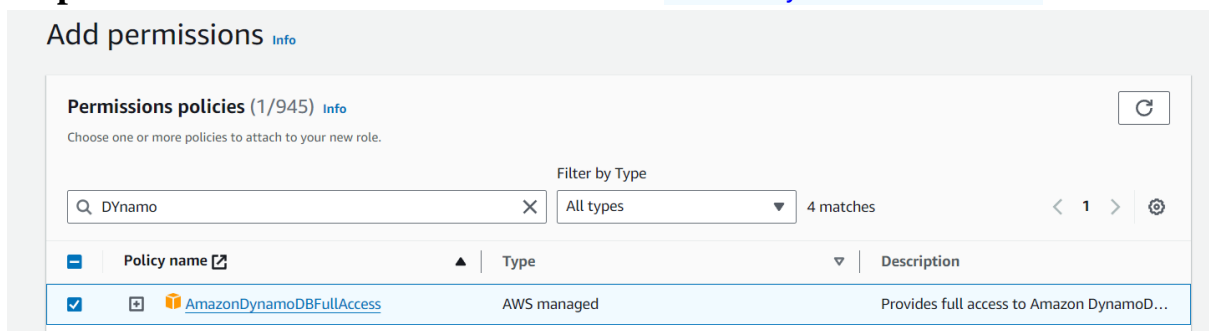 Add permissions Info
Permissions policies (1/945) Info
Choose one or more policies to attach to your new role.
Filter by Type
DYnamo
All types
4 matches
1
Policy name Type Description
AmazonDynamoDBFullAccess AWS managed Provides full access to Amazon DynamoD...